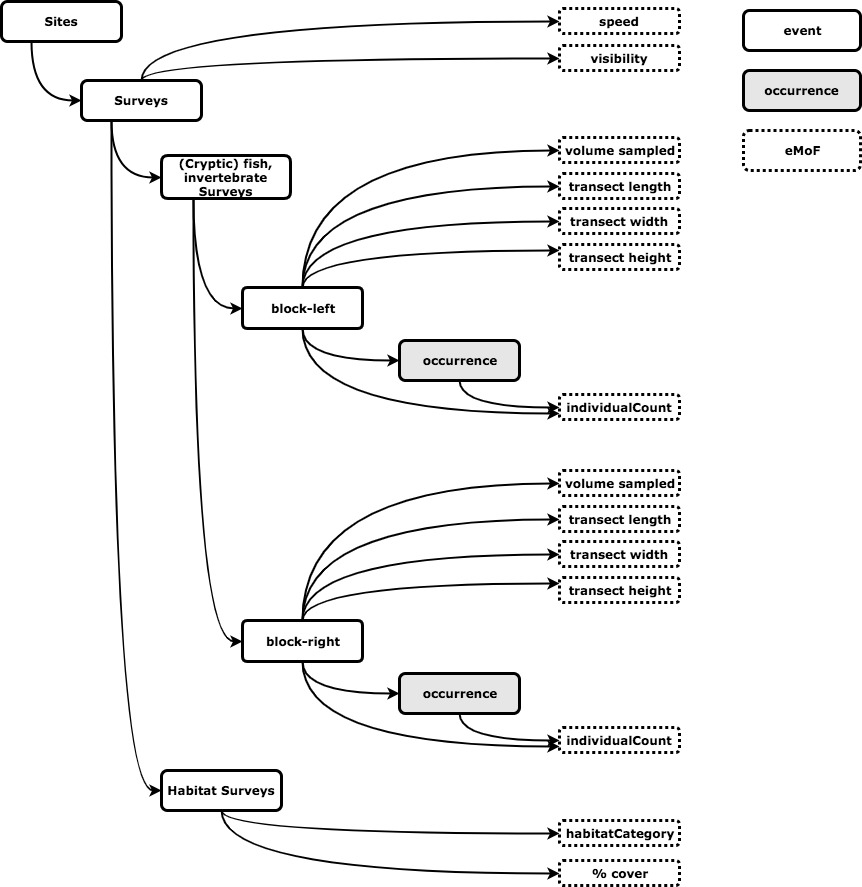 Sites
speed
event
visibility
Surveys
occurrence
eMoF
(Cryptic) fish,
invertebrate
Surveys
volume sampled
transect length
transect width
transect height
block-left
occurrence
individualCount
volume sampled
transect length
transect width
transect height
block-right
occurrence
individualCount
Habitat Surveys
habitatCategory
% cover